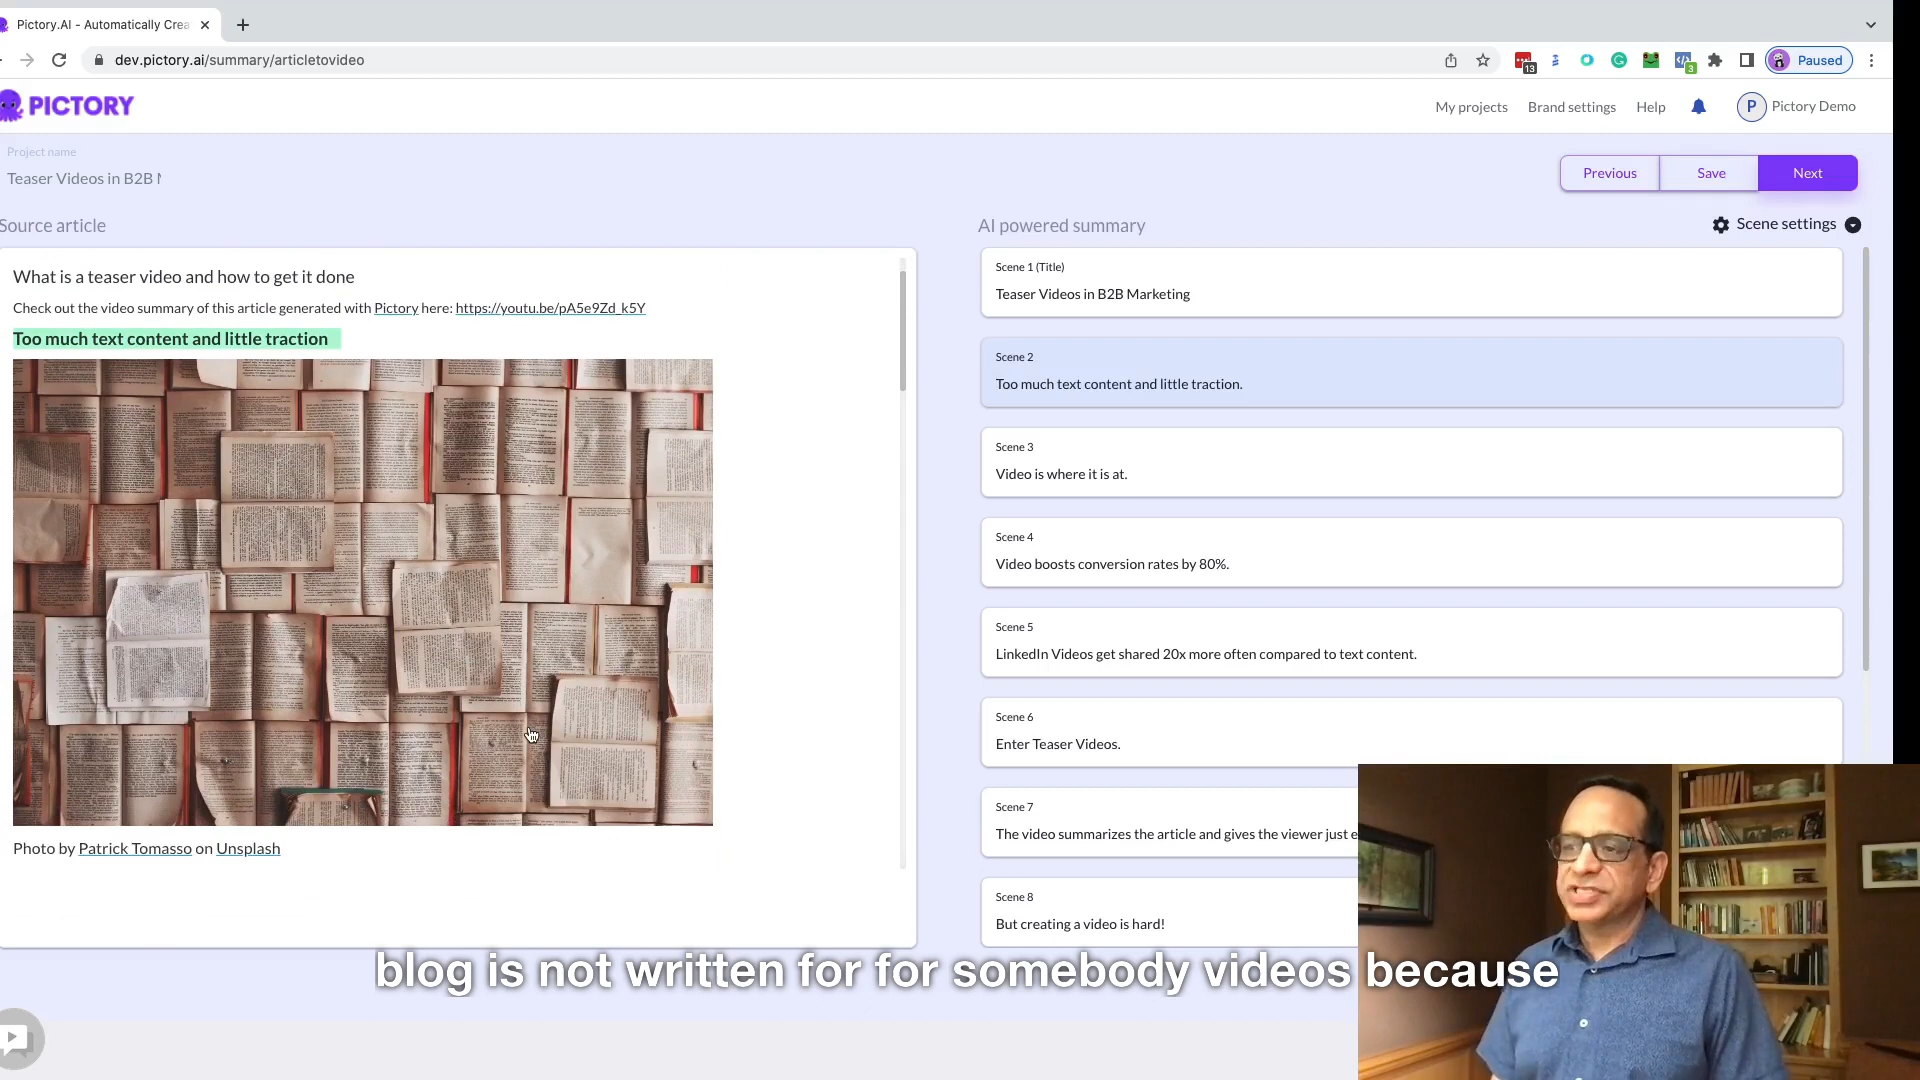 Pictory.AI - Automatically Crea
dev.pictory.ai/summary/articletovideo
13
3
Paused
PICTORY
My projects
Brand settings
Help
P
Pictory Demo
Project name
Teaser Videos in B2B M
Previous
Save
Next
Source article
AI powered summary
Scene settings
What is a teaser video and how to get it done
Check out the video summary of this article generated with Pictory here: https://youtu.be/pA5e9Zd_k5Y
Too much text content and little traction
Photo by Patrick Tomasso on Unsplash
Scene 1 (Title)
Teaser Videos in B2B Marketing
Scene 2
Too much text content and little traction.
Scene 3
Video is where it is at.
Scene 4
Video boosts conversion rates by 80%.
Scene 5
LinkedIn Videos get shared 20x more often compared to text content.
Scene 6
Enter Teaser Videos.
Scene 7
The video summarizes the article and gives the viewer just e
Scene 8
But creating a video is hard!
blog is not written for for somebody videos because